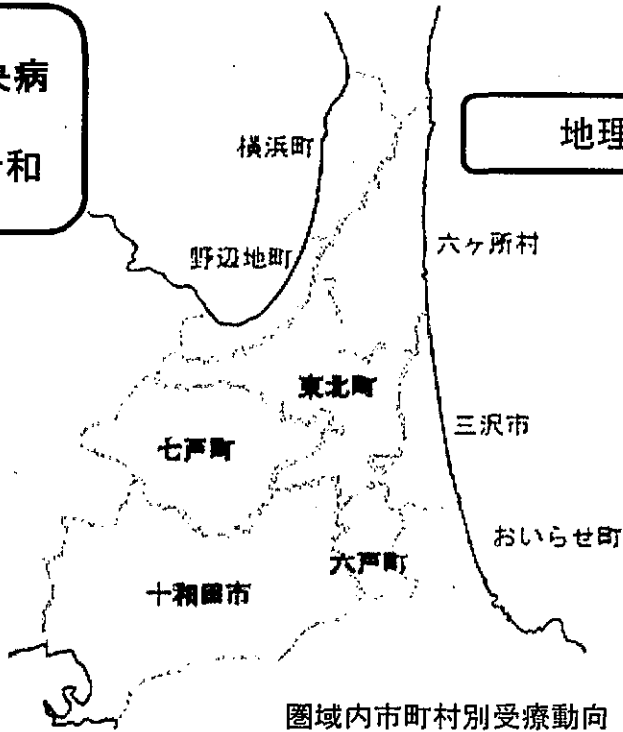 央病
和
地理
横浜町
野辺地町
六ヶ所村
東北町
七戸町
三沢市
おいらせ町
六戸町
十和田市
圏域内市町村別受療動向